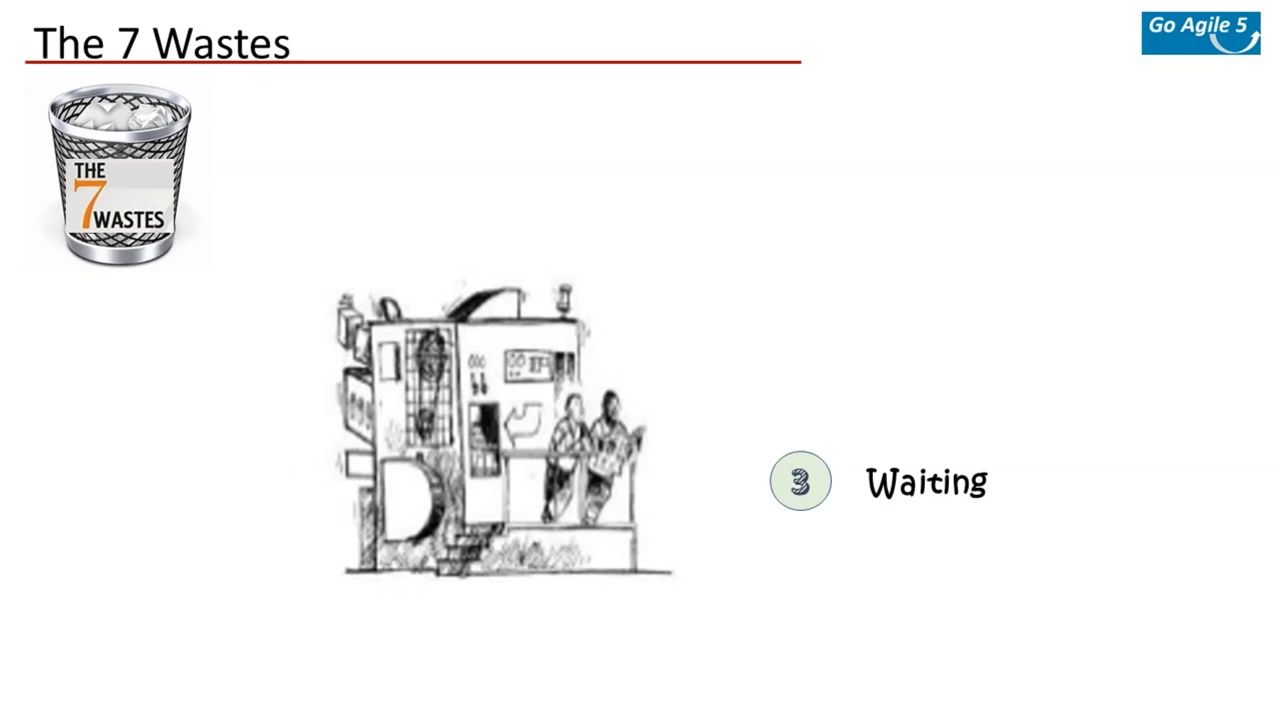 The 7 Wastes
Go Agile 5
THE
7
WASTES
3
Waiting